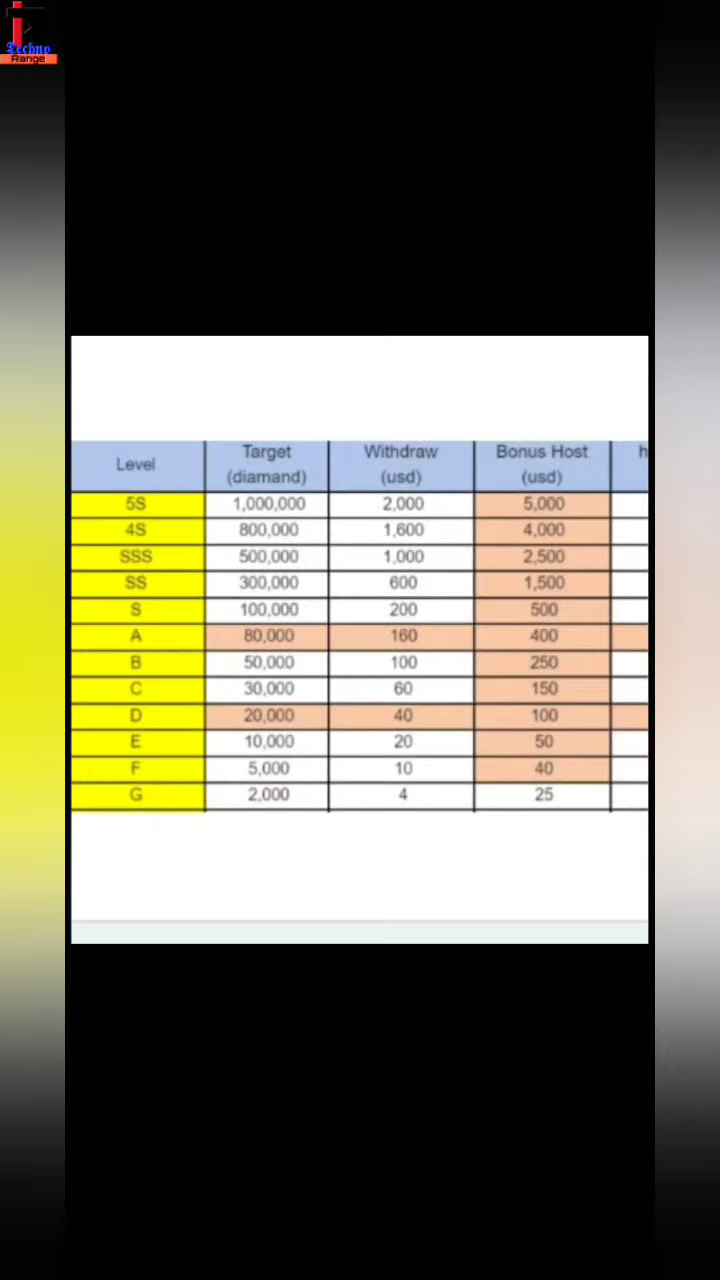 Techno
Range
Level Target (diamand) Withdraw (usd) Bonus Host (usd) h
5S 1,000,000 2,000 5,000
4S 800,000 1,600 4,000
SSS 500,000 1,000 2,500
SS 300,000 600 1,500
S 100,000 200 500
A 80,000 160 400
B 50,000 100 250
C 30,000 60 150
D 20,000 40 100
E 10,000 20 50
F 5,000 10 40
G 2,000 4 25